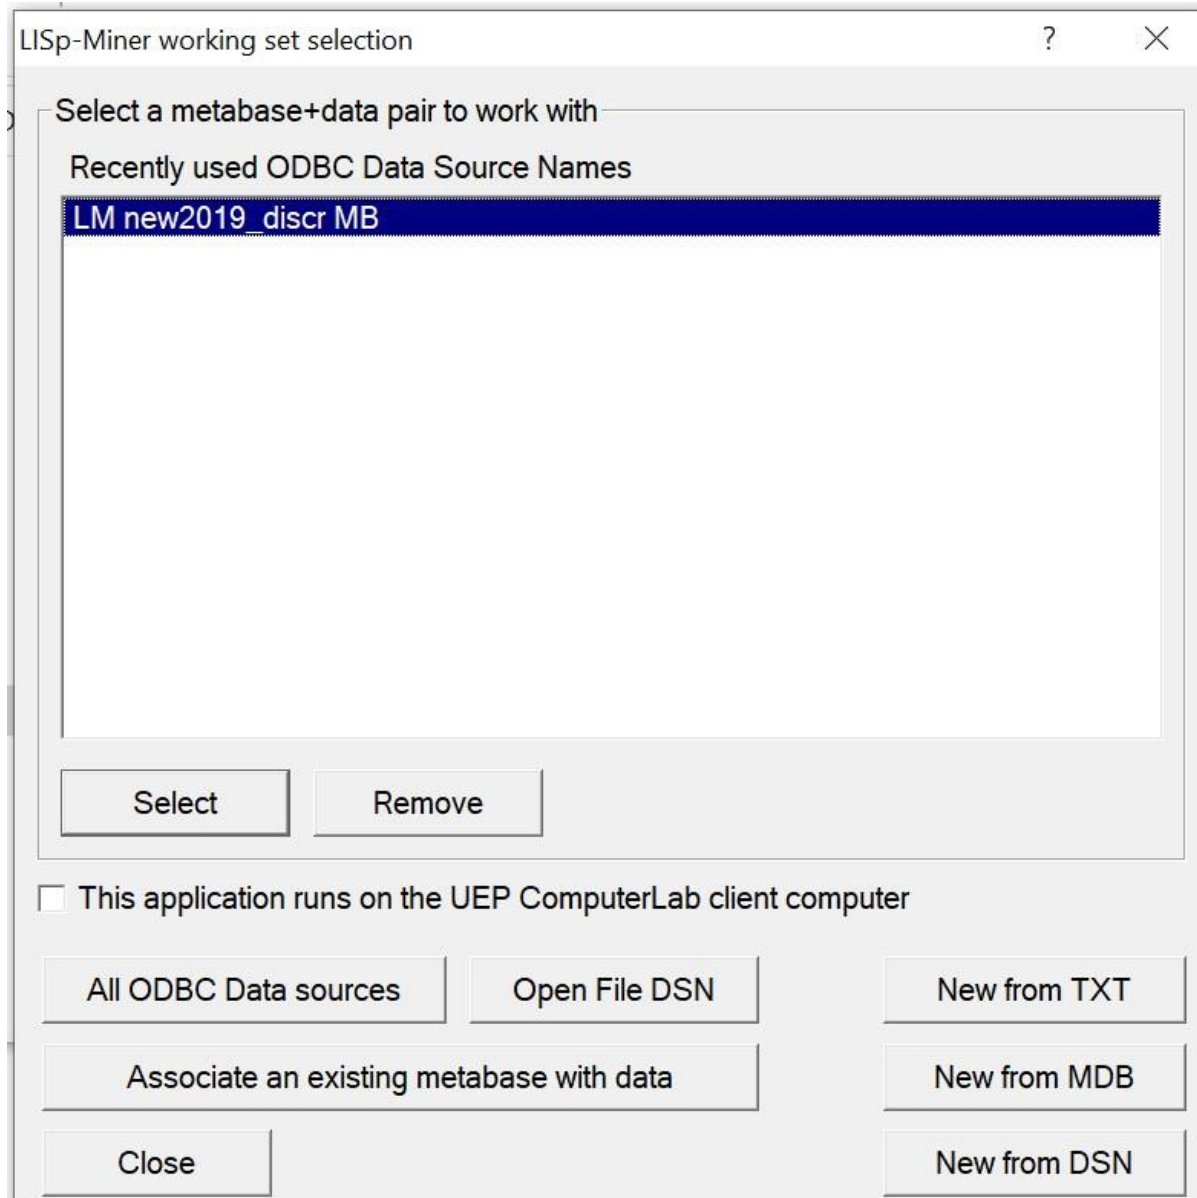 LISp-Miner working set selection ? ×
Select a metabase+data pair to work with
Recently used ODBC Data Source Names
LM new2019_discr MB
Select Remove
This application runs on the UEP ComputerLab client computer
All ODBC Data sources Open File DSN New from TXT
Associate an existing metabase with data New from MDB
Close New from DSN